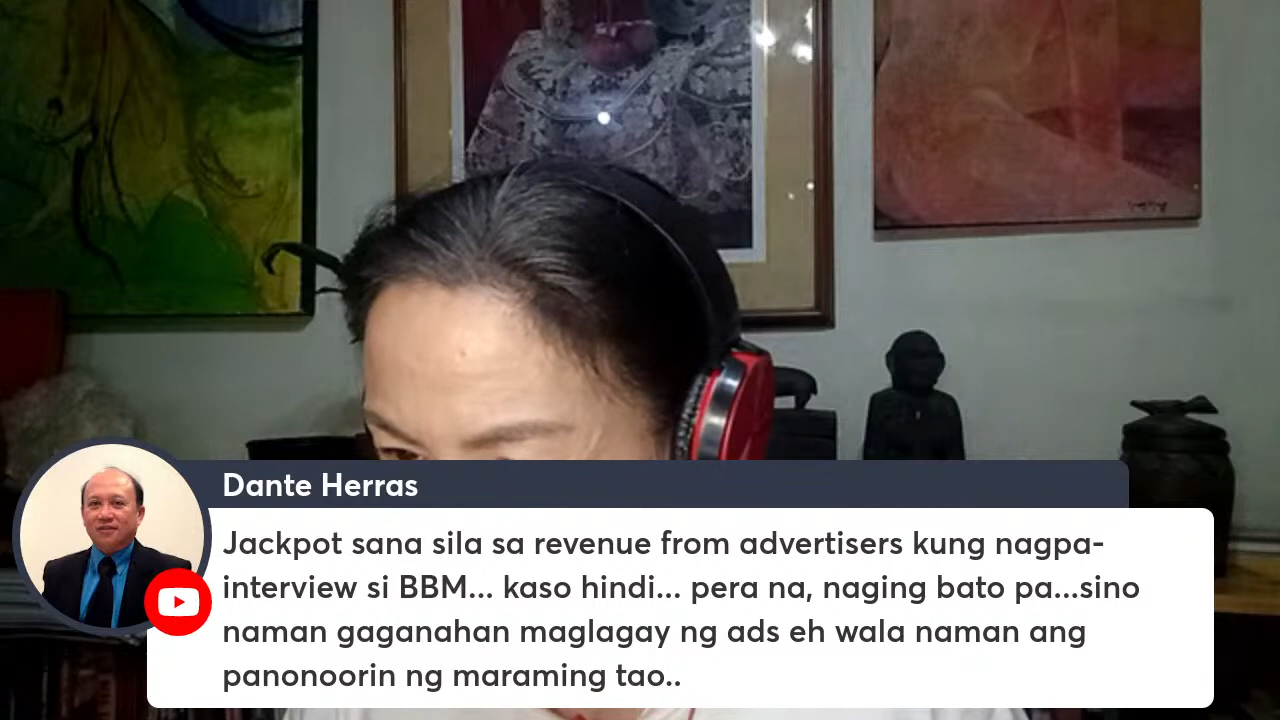 Dante Herras
Jackpot sana sila sa revenue from advertisers kung nagpa-
interview si BBM... kaso hindi... pera na, naging bato pa...sino
naman gaganahan maglagay ng ads eh wala naman ang
panonoorin ng maraming tao..